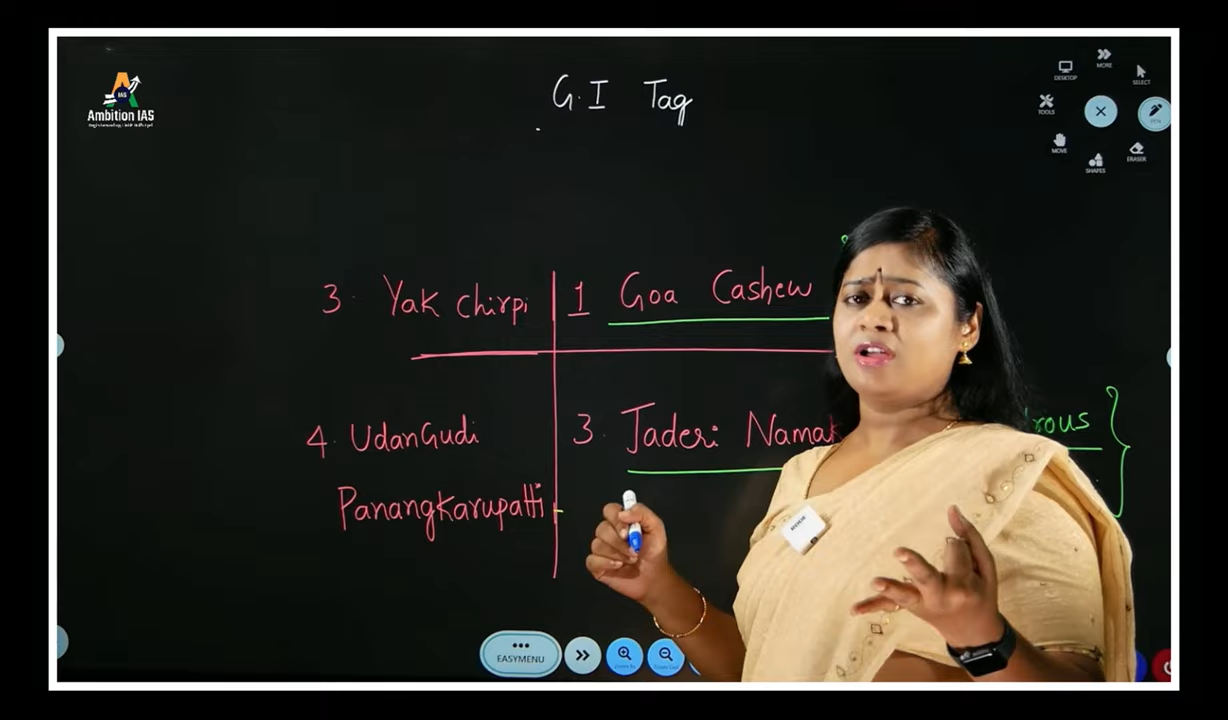 G.I Tag
IAS
Ambition IAS
DESKTOP
MORE
SELECT
TOOLS
MOVE
SHAPES
ERASER
3. Yak Chirpi
1 Goa Cashew
4. UdanGudi
PanangKarupatti
3. Jaderi Namak
rous
EASYMENU